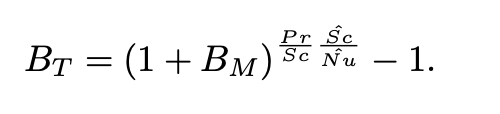 $B_T = (1 + B_M)^{\frac{Pr}{Sc} \frac{\hat{Sc}}{\hat{Nu}}} - 1.$